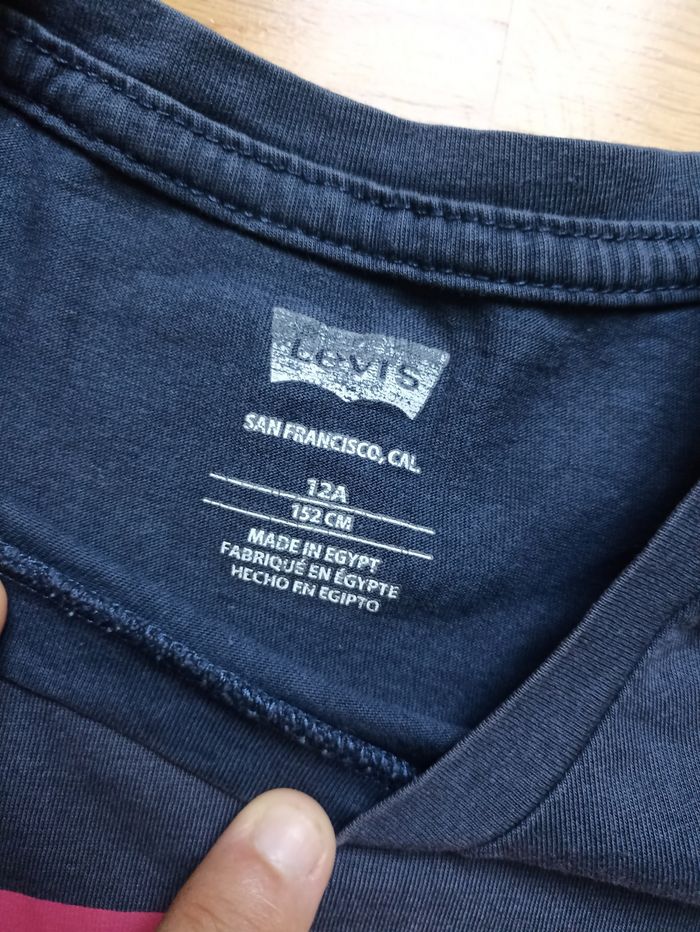 Levi's
SAN FRANCISCO, CAL
12A
152 CM
MADE IN EGYPT
FABRIQUÉ EN ÉGYPTE
HECHO EN EGIPTO